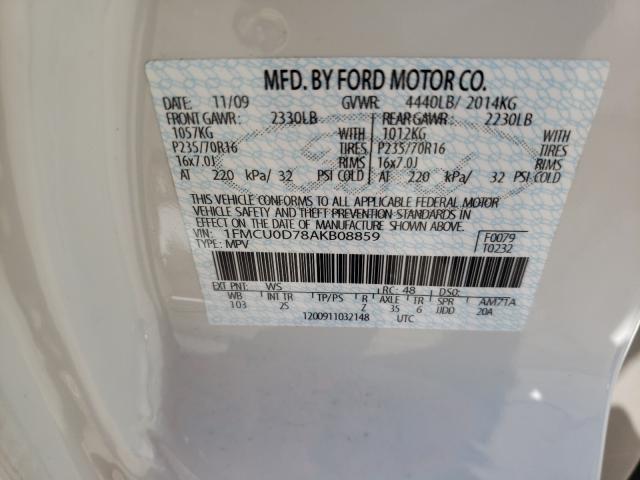 MFD. BY FORD MOTOR CO.
DATE: 11/09 GVWR: 4440LB/ 2014KG
FRONT GAWR: 2330LB REAR GAWR: 2230LB
1057KG WITH 1012KG WITH
P235/70R16 TIRES P235/70R16 TIRES
16x7.0J RIMS 16x7.0J RIMS
AT 220 kPa/ 32 PSI COLD AT 220 kPa/ 32 PSI COLD
THIS VEHICLE CONFORMS TO ALL APPLICABLE FEDERAL MOTOR
VEHICLE SAFETY AND THEFT PREVENTION STANDARDS IN
EFFECT ON THE DATE OF MANUFACTURE SHOWN ABOVE.
VIN: 1FMCU0D78AKB08859 F0079
TYPE: MPV T0232
EXT PNT: WS RC: 48 DSO:
WB INT TR TP/PS R AXLE TR SPR AM7TA
103 2S Z 35 6 JJDD 20A
1200911032148 UTC